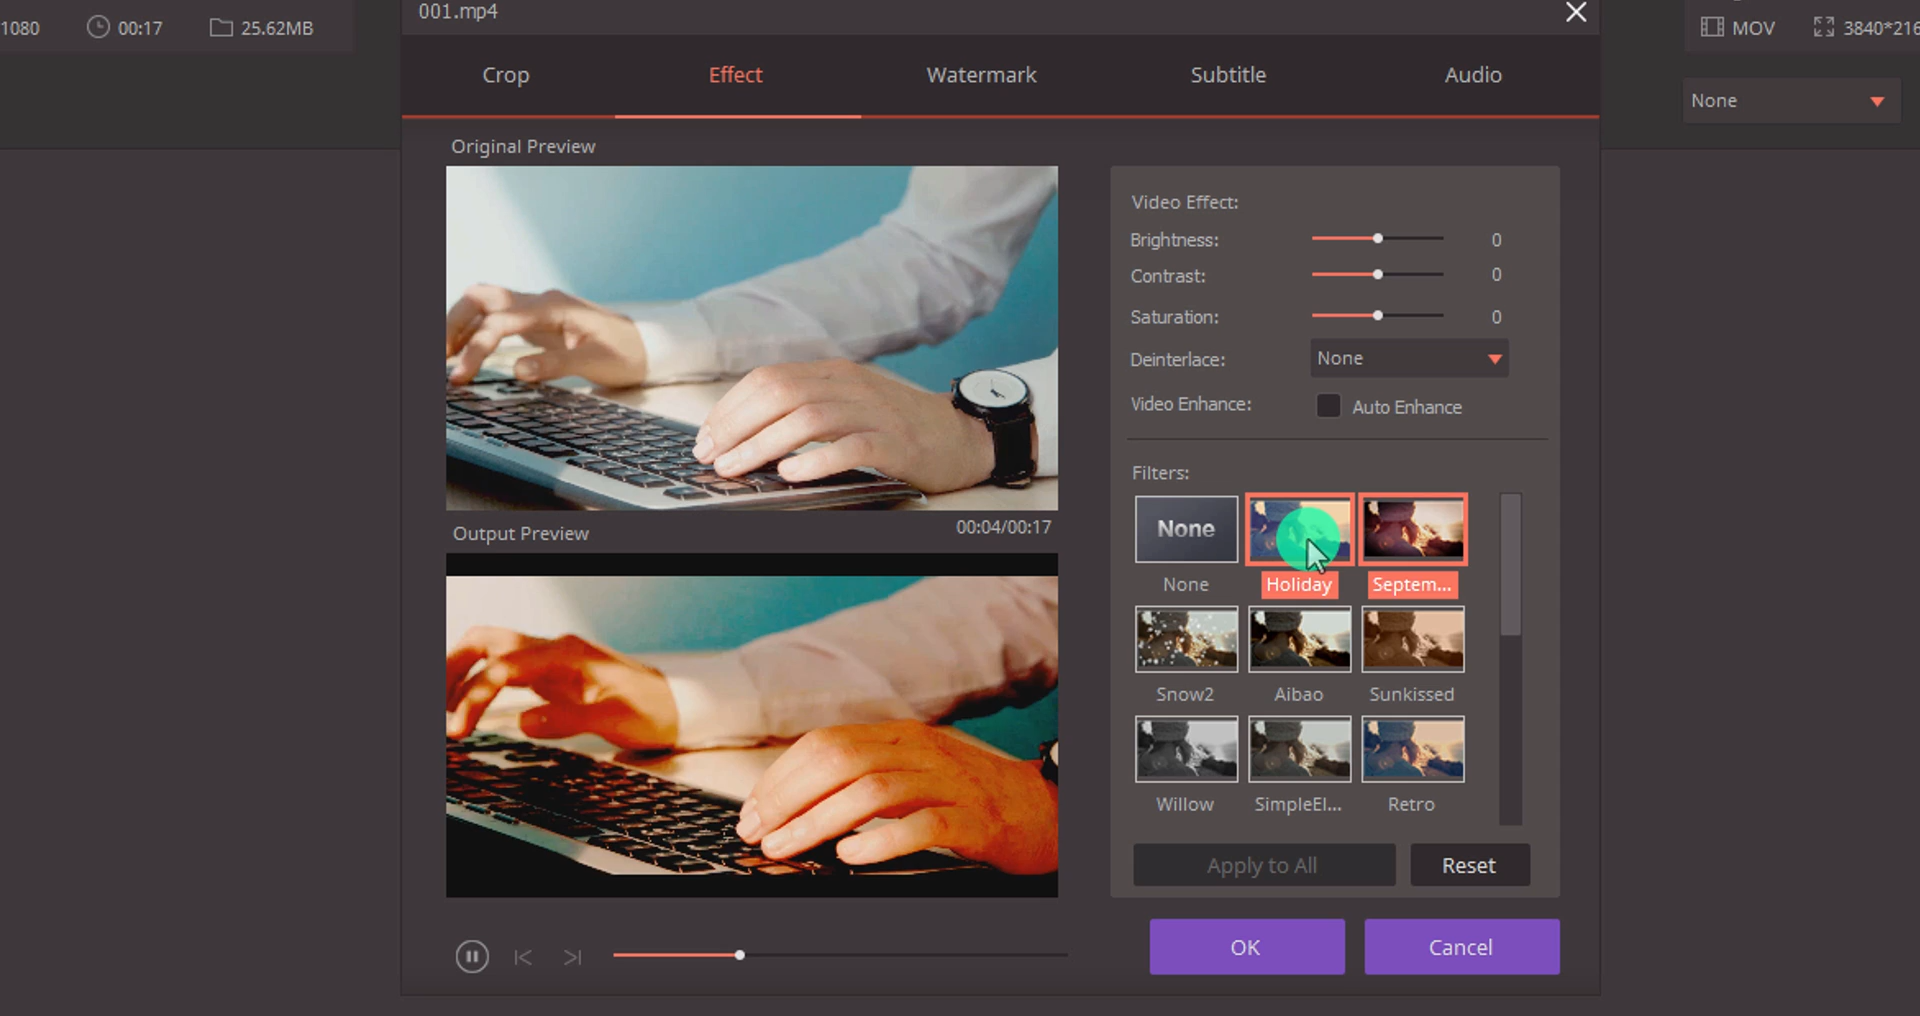 1080 00:17 25.62MB
001.mp4
MOV
None
Crop Effect Watermark Subtitle Audio
Original Preview
Output Preview 00:04/00:17
Video Effect:
Brightness: 0
Contrast: 0
Saturation: 0
Deinterlace: None
Video Enhance: Auto Enhance
Filters:
None
None Holiday Septem...
Snow2 Aibao Sunkissed
Willow SimpleEl... Retro
Apply to All Reset
OK Cancel